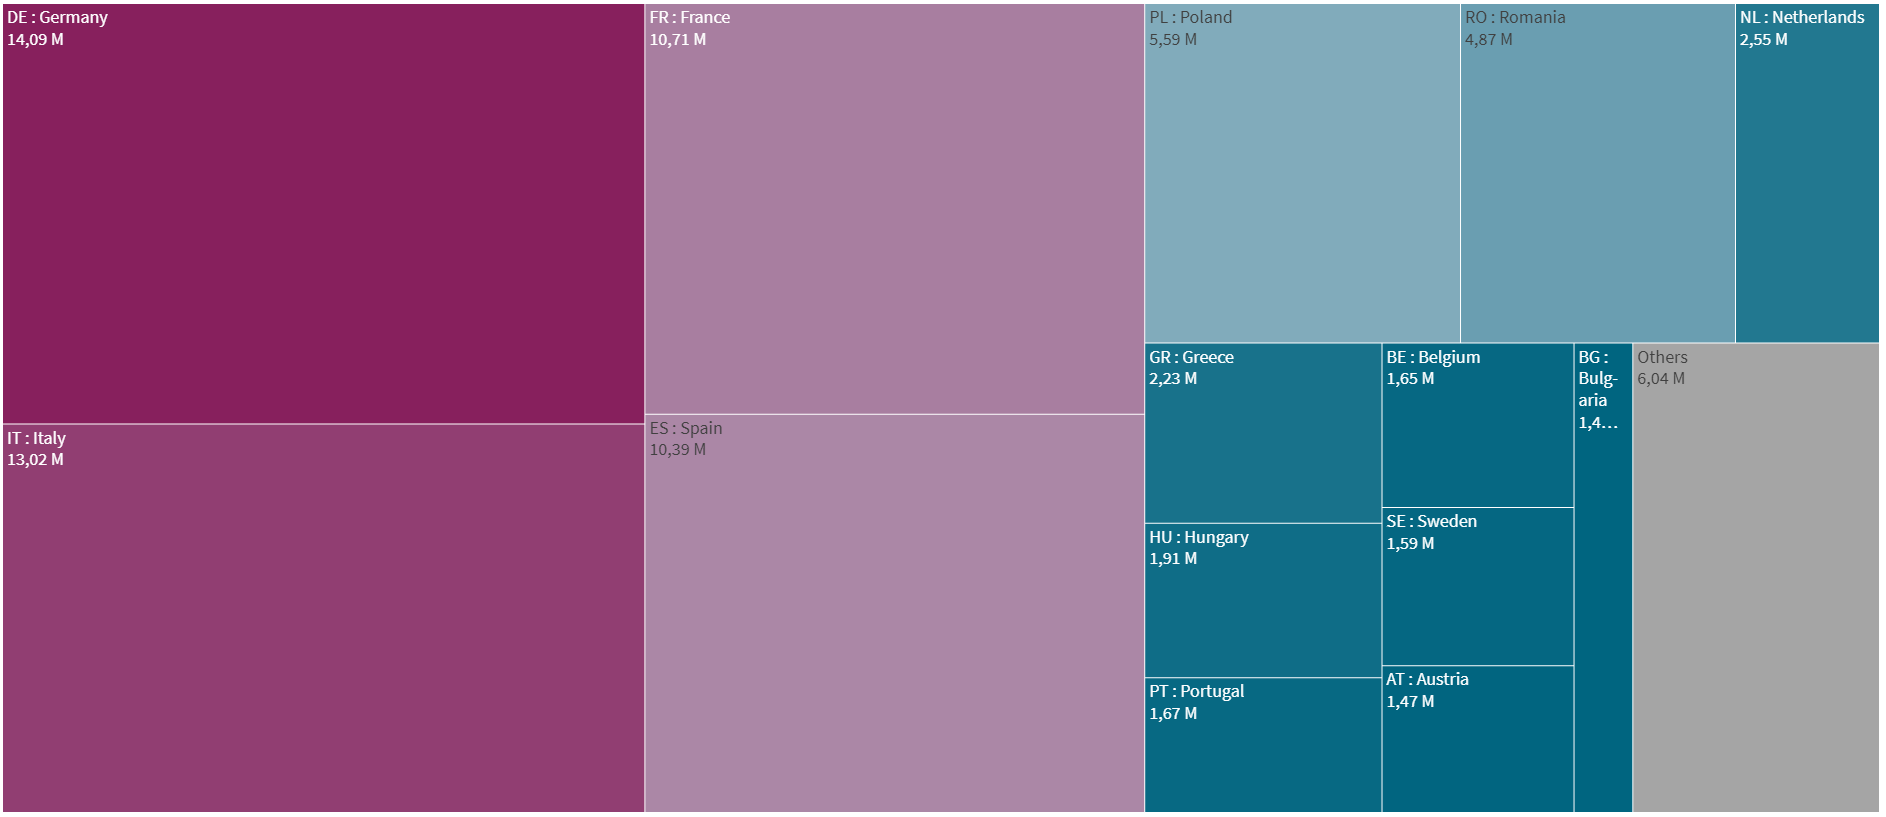 DE : Germany
14,09 M
FR : France
10,71 M
PL : Poland
5,59 M
RO : Romania
4,87 M
NL : Netherlands
2,55 M
IT : Italy
13,02 M
ES : Spain
10,39 M
GR : Greece
2,23 M
HU : Hungary
1,91 M
PT : Portugal
1,67 M
BE : Belgium
1,65 M
SE : Sweden
1,59 M
AT : Austria
1,47 M
BG :
Bulg-
aria
1,4…
Others
6,04 M